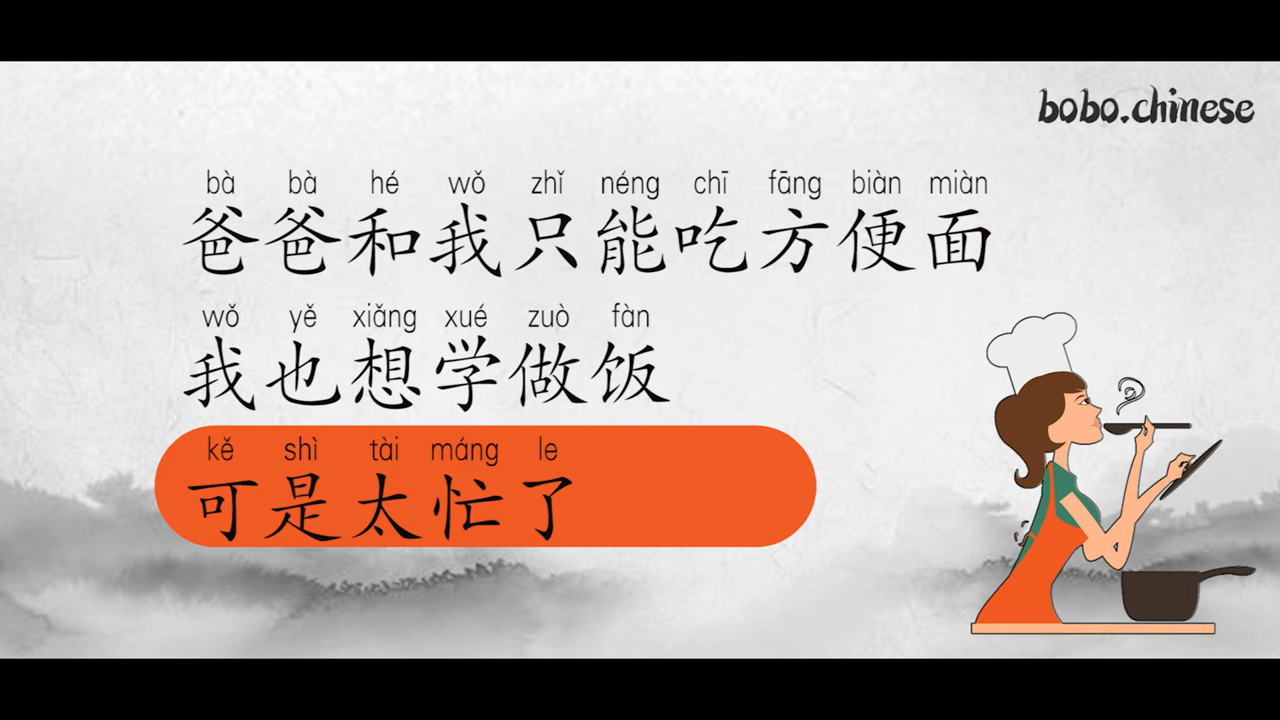 bobo.chinese
bà bà hé wǒ zhǐ néng chī fāng biàn miàn
爸爸和我只能吃方便面
wǒ yě xiǎng xué zuò fàn
我也想学做饭
kě shì tài máng le
可是太忙了